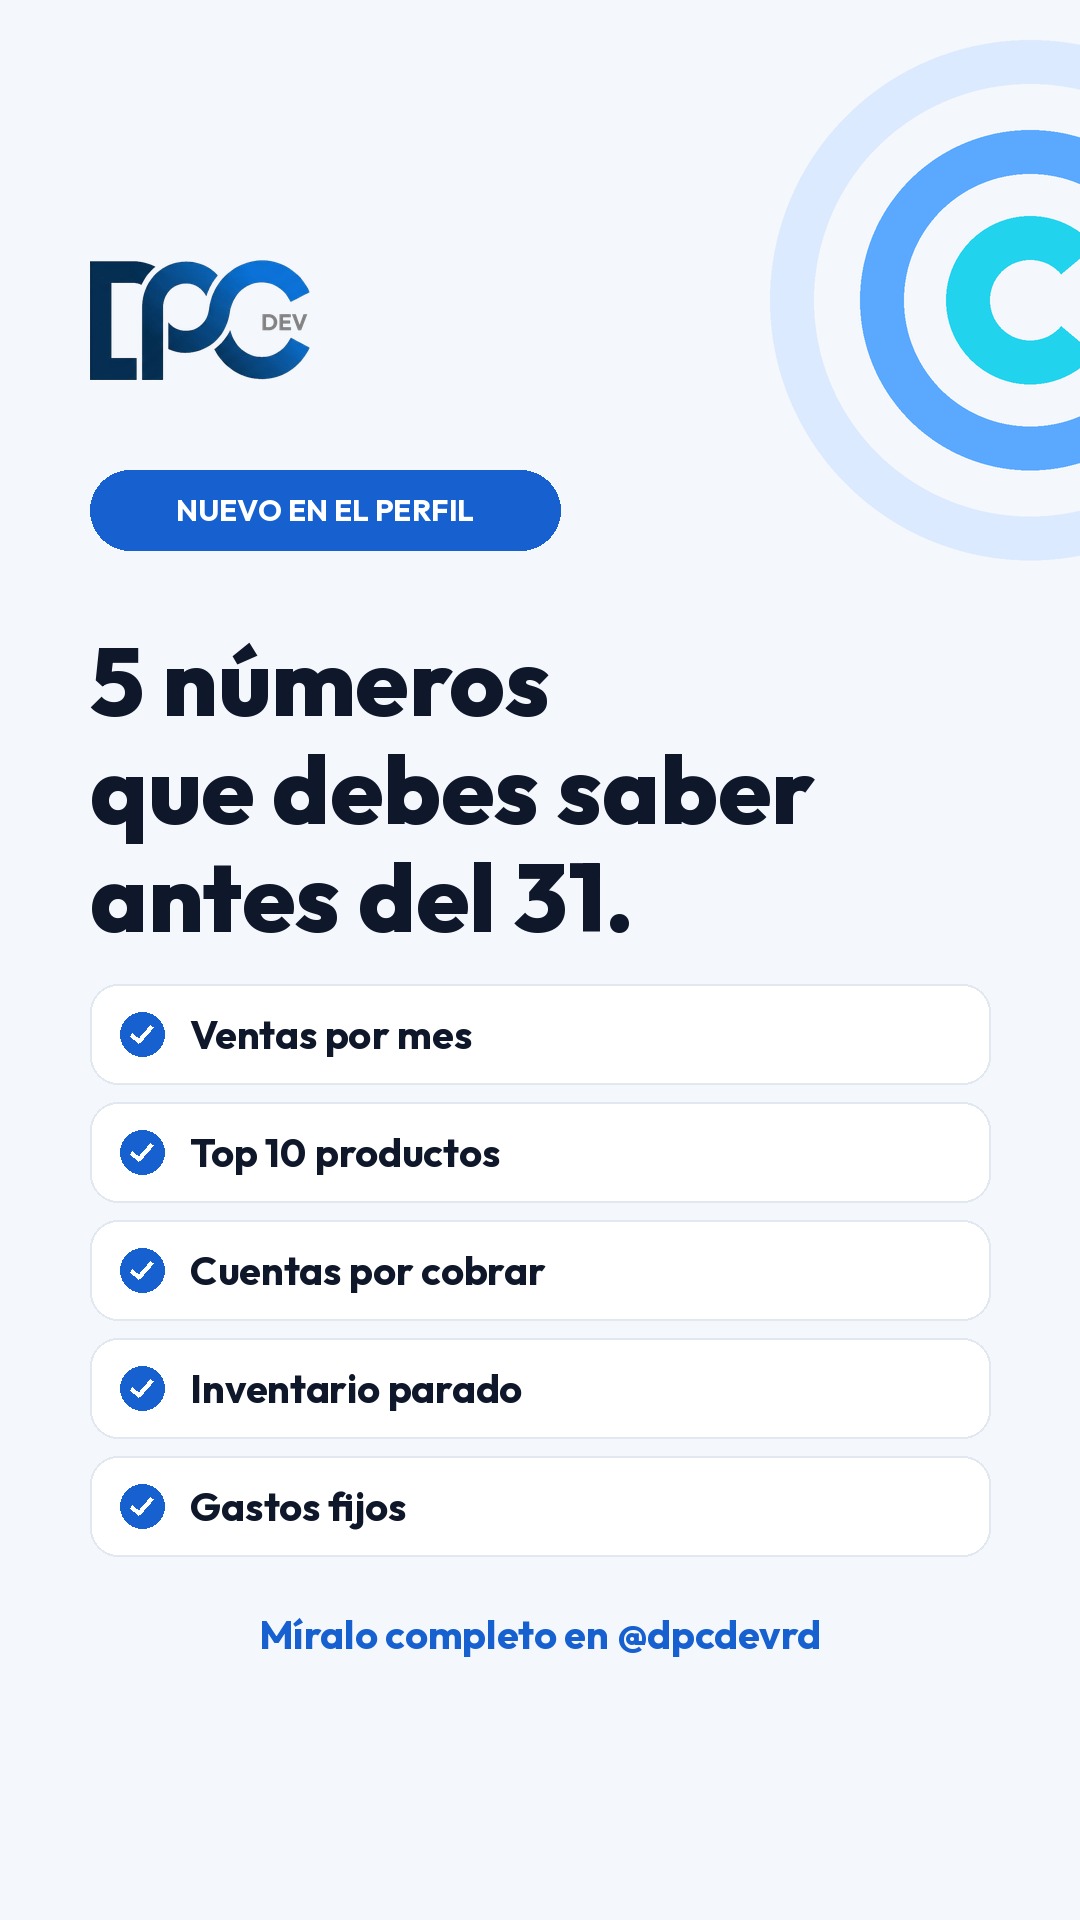 DPC
DEV
NUEVO EN EL PERFIL
5 números
que debes saber
antes del 31.
Ventas por mes
Top 10 productos
Cuentas por cobrar
Inventario parado
Gastos fijos
Míralo completo en @dpcdevrd